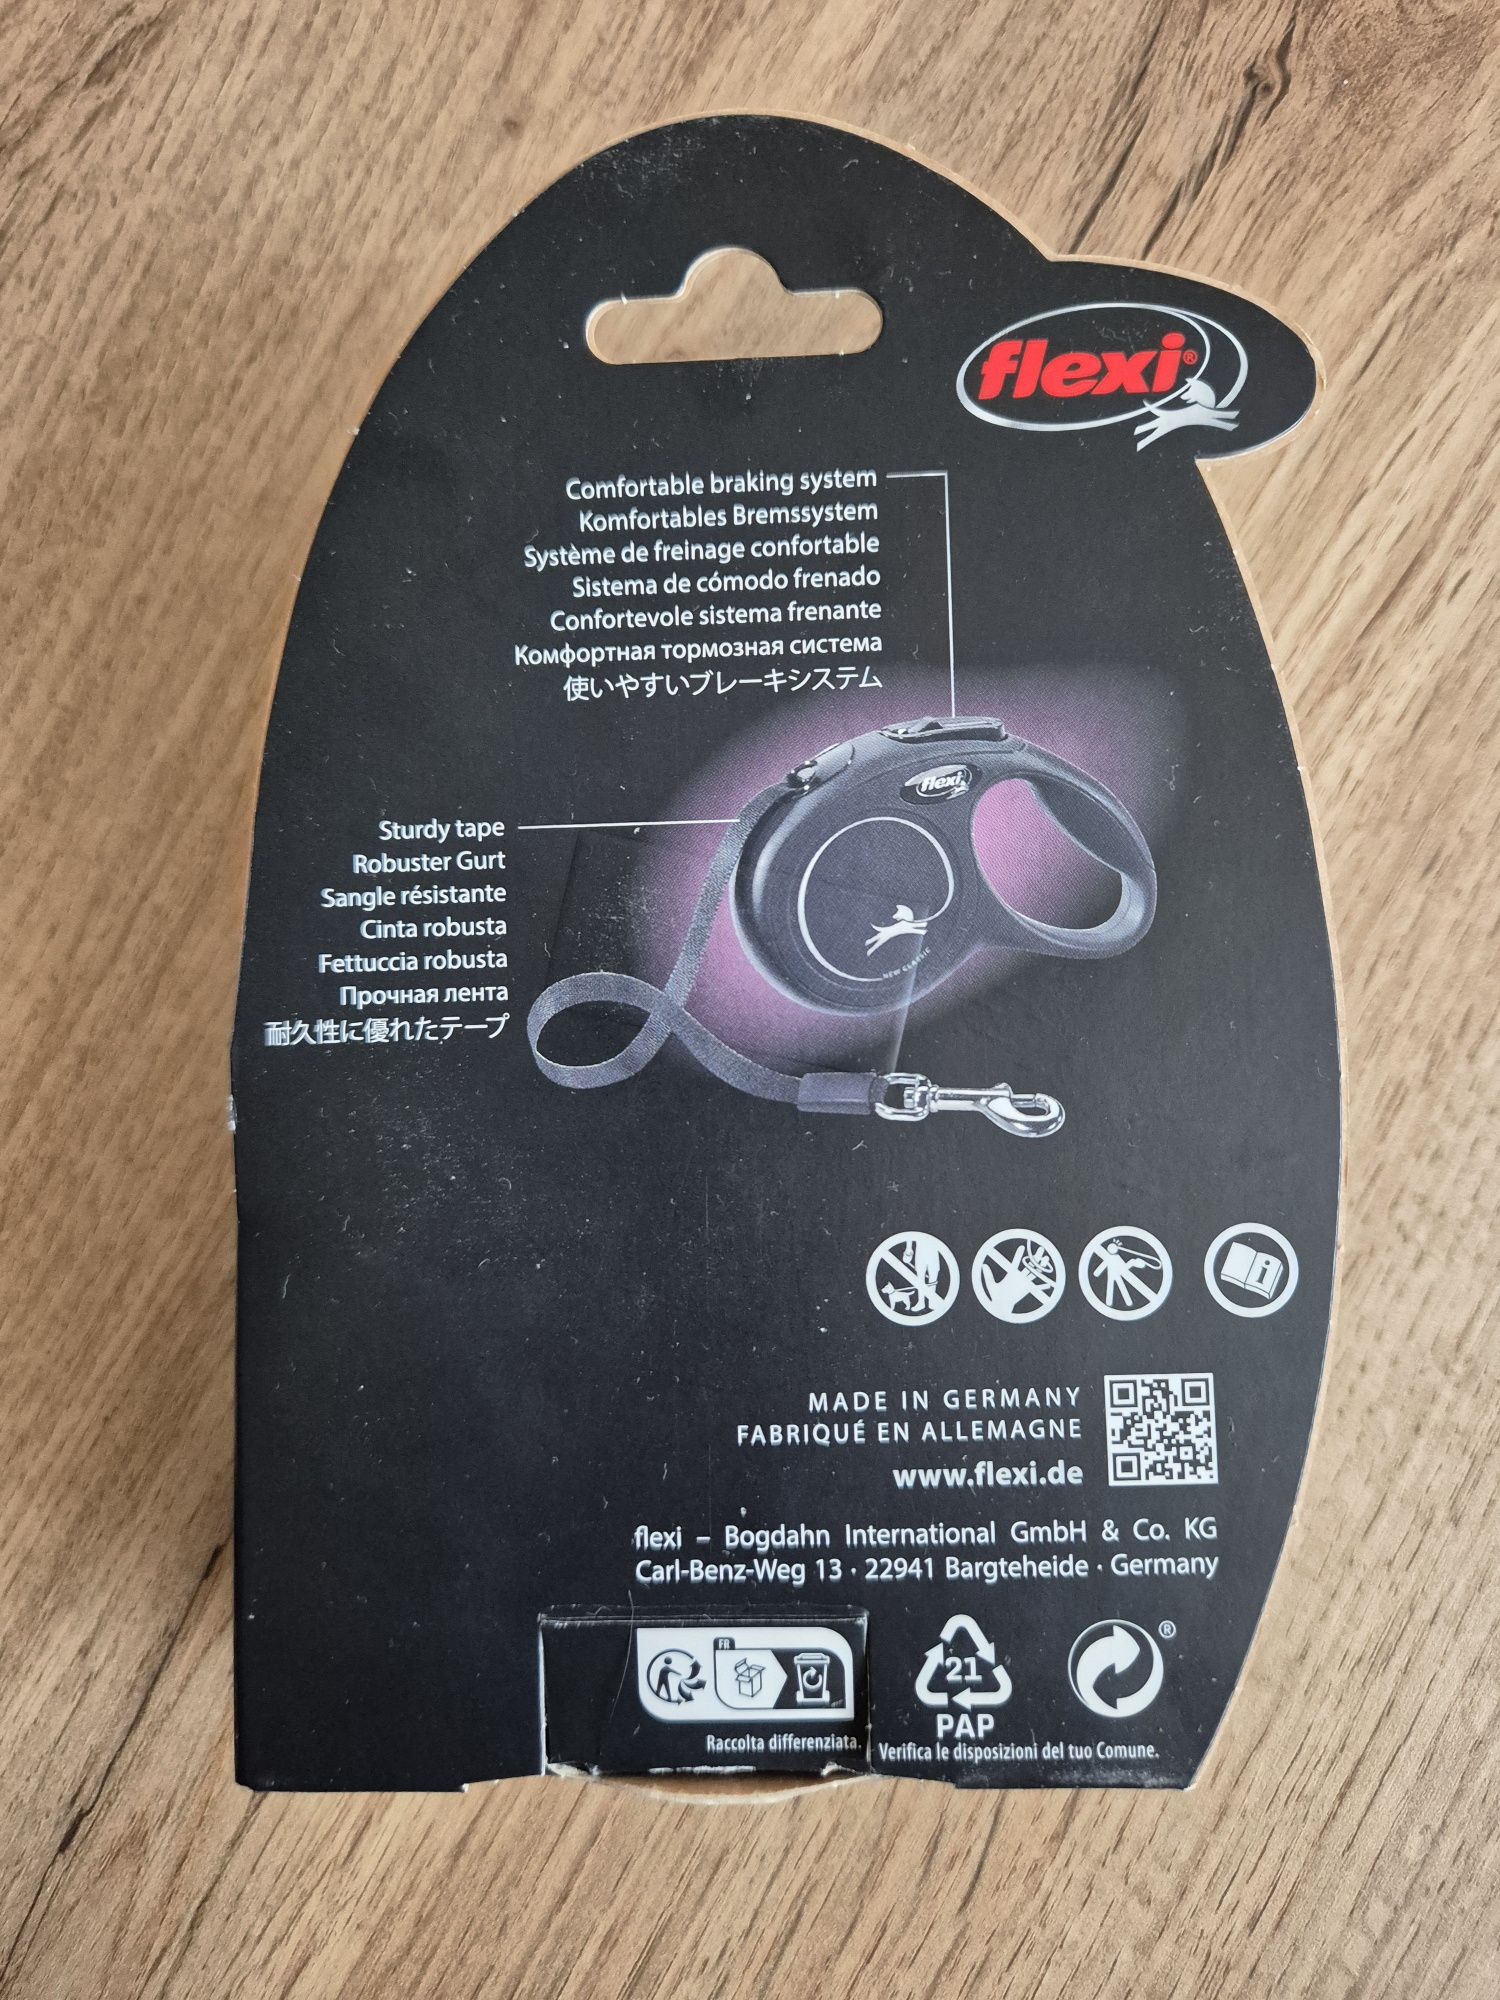 flexi®
Comfortable braking system
Komfortables Bremssystem
Système de freinage confortable
Sistema de cómodo frenado
Confortevole sistema frenante
Комфортная тормозная система
使いやすいブレーキシステム
flexi
NEW CLASSIC
Sturdy tape
Robuster Gurt
Sangle résistante
Cinta robusta
Fettuccia robusta
Прочная лента
耐久性に優れたテープ
i
MADE IN GERMANY
FABRIQUÉ EN ALLEMAGNE
www.flexi.de
flexi – Bogdahn International GmbH & Co. KG
Carl-Benz-Weg 13 · 22941 Bargteheide · Germany
FR
21
PAP
®
Raccolta differenziata.
Verifica le disposizioni del tuo Comune.